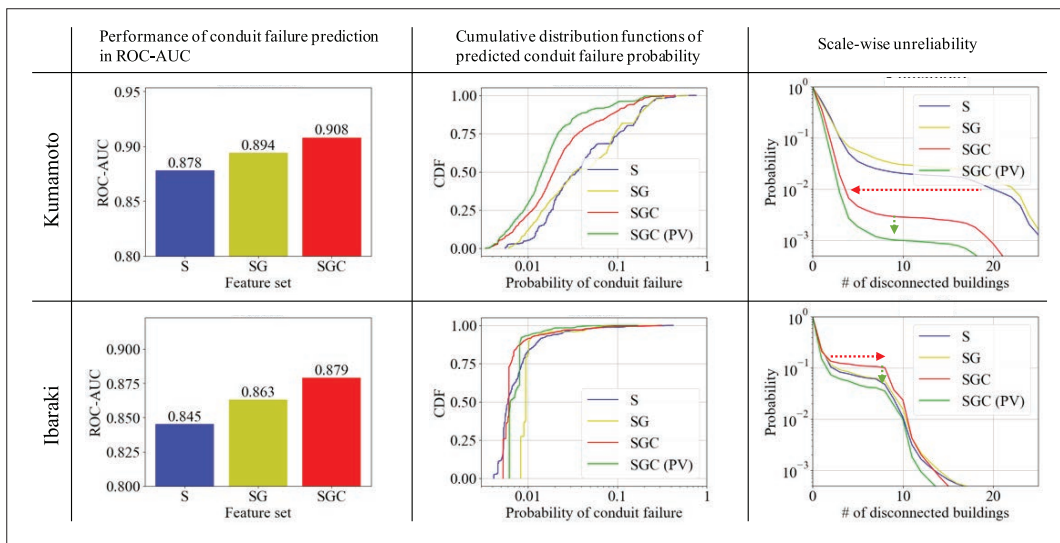 Performance of conduit failure prediction
in ROC-AUC
Cumulative distribution functions of
predicted conduit failure probability
Scale-wise unreliability
Kumamoto
0.95
0.90
0.85
0.80
ROC-AUC
0.878
0.894
0.908
S
SG
SGC
Feature set
1.00
0.75
0.50
0.25
0.00
CDF
S
SG
SGC
SGC (PV)
0.01
0.1
1
Probability of conduit failure
10^0
10^-1
10^-2
10^-3
Probability
S
SG
SGC
SGC (PV)
0
10
20
# of disconnected buildings
Ibaraki
0.900
0.875
0.850
0.825
0.800
ROC-AUC
0.845
0.863
0.879
S
SG
SGC
Feature set
1.00
0.75
0.50
0.25
0.00
CDF
S
SG
SGC
SGC (PV)
0.01
0.1
1
Probability of conduit failure
10^0
10^-1
10^-2
10^-3
Probability
S
SG
SGC
SGC (PV)
0
10
20
# of disconnected buildings